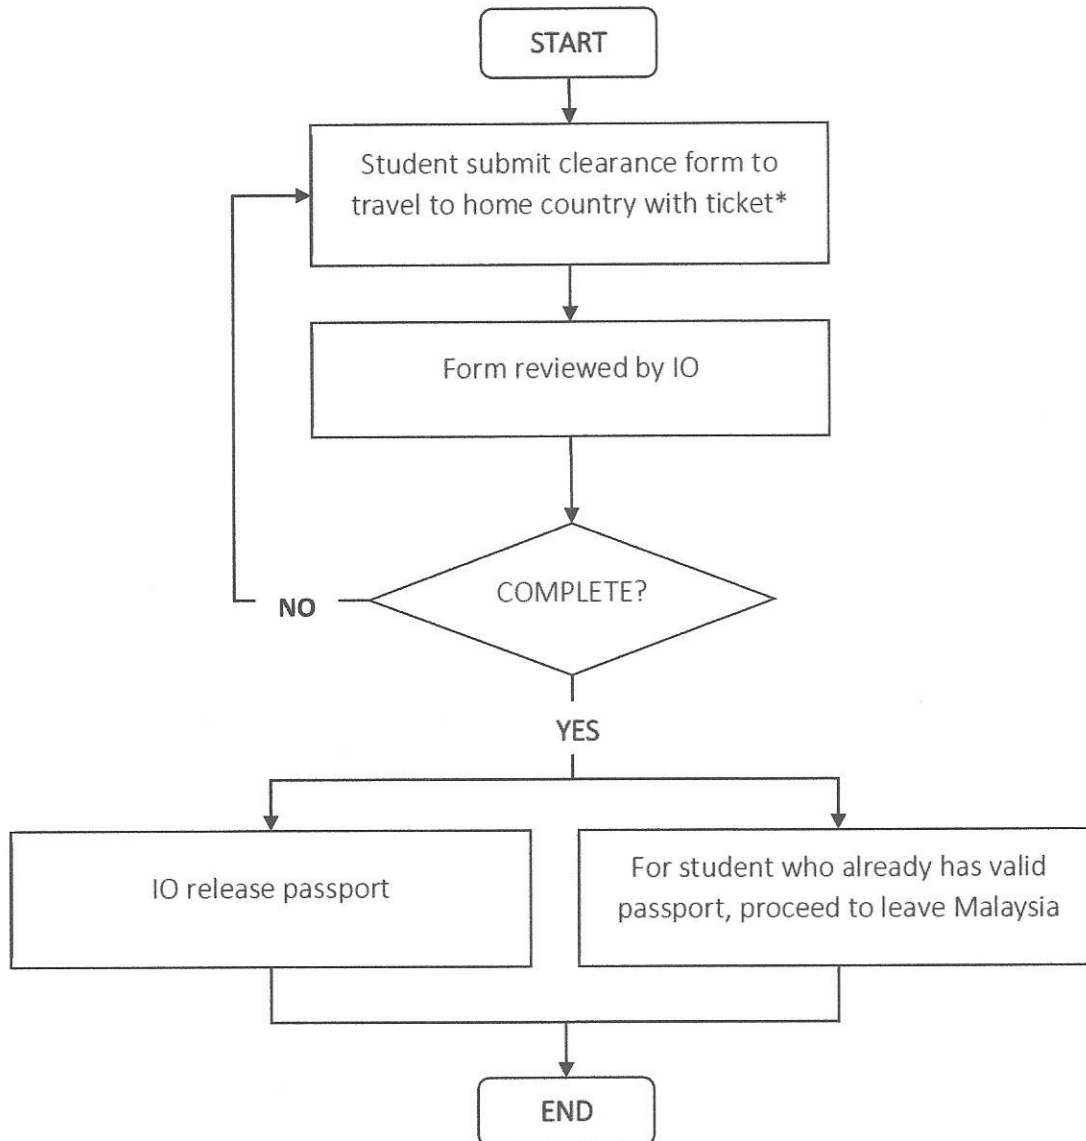 START
Student submit clearance form to
travel to home country with ticket*
Form reviewed by IO
COMPLETE?
NO
YES
IO release passport
For student who already has valid
passport, proceed to leave Malaysia
END